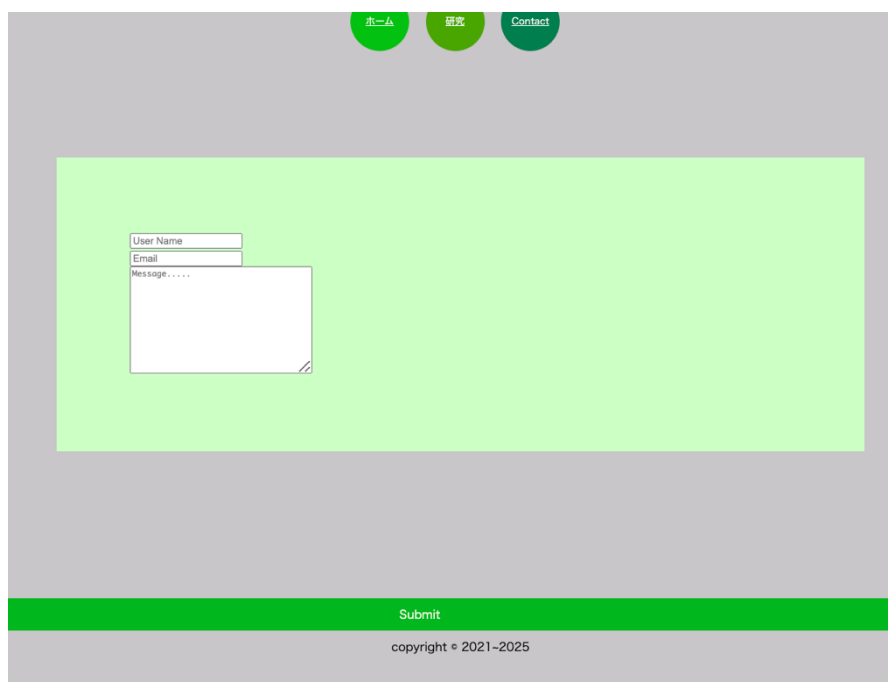 ホーム 研究 Contact
User Name
Email
Message.....
Submit
copyright © 2021~2025